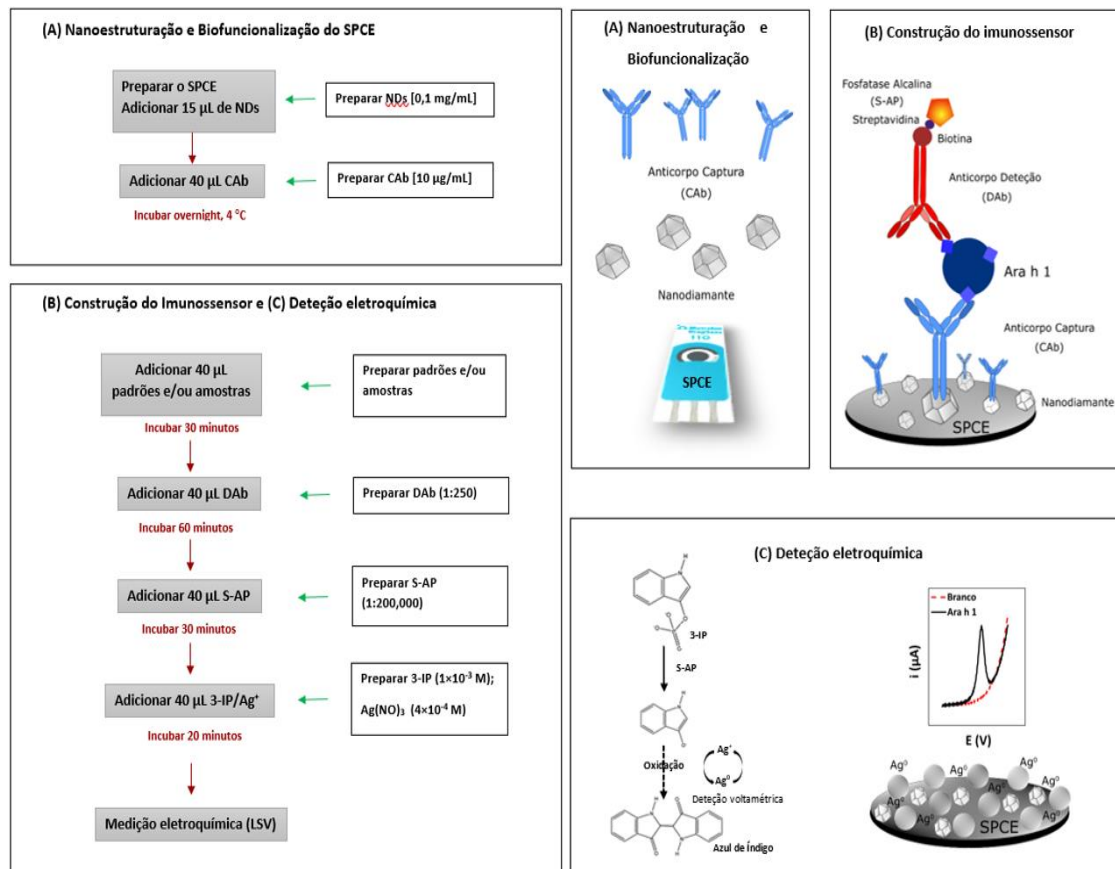 (A) Nanoestruturação e Biofuncionalização do SPCE
Preparar o SPCE
Adicionar 15 µL de NDs
Preparar NDs [0,1 mg/mL]
Adicionar 40 µL CAb
Preparar CAb [10 µg/mL]
Incubar overnight, 4 °C
(B) Construção do Imunossensor e (C) Deteção eletroquímica
Adicionar 40 µL
padrões e/ou amostras
Preparar padrões e/ou
amostras
Incubar 30 minutos
Adicionar 40 µL DAb
Preparar DAb (1:250)
Incubar 60 minutos
Adicionar 40 µL S-AP
Preparar S-AP
(1:200,000)
Incubar 30 minutos
Adicionar 40 µL 3-IP/Ag⁺
Preparar 3-IP (1×10⁻³ M);
Ag(NO)₃ (4×10⁻⁴ M)
Incubar 20 minutos
Medição eletroquímica (LSV)
(A) Nanoestruturação e
Biofuncionalização
Anticorpo Captura
(CAb)
Nanodiamante
110
SPCE
(B) Construção do imunossensor
Fosfatase Alcalina
(S-AP)
Streptavidina
Biotina
Anticorpo Deteção
(DAb)
Ara h 1
Anticorpo Captura
(CAb)
Nanodiamante
SPCE
(C) Deteção eletroquímica
H
N
O
P
3-IP
S-AP
H
N
Oxidação
Ag⁺
Ag⁰
Deteção voltamétrica
H
N
O
O
N
H
Azul de Índigo
Branco
Ara h 1
i (µA)
E (V)
Ag⁰
Ag⁰
Ag⁰
Ag⁰
Ag⁰
Ag⁰
Ag⁰
SPCE